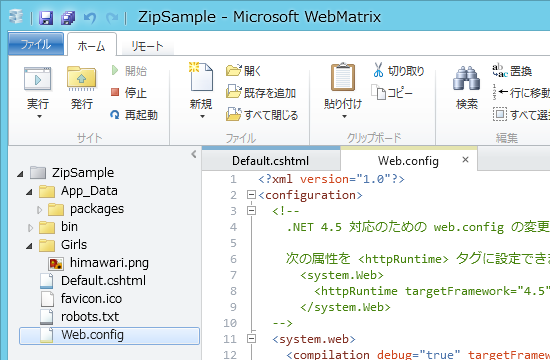 ZipSample - Microsoft WebMatrix
ファイル ホーム リモート
実行
発行
開始
停止
再起動
サイト
新規
開く
既存を追加
すべて閉じる
ファイル
貼り付け
切り取り
コピー
クリップボード
検索
置換
行に移動
すべて選
編集
ZipSample
App_Data
packages
bin
Girls
himawari.png
Default.cshtml
favicon.ico
robots.txt
Web.config
Default.cshtml Web.config ×
1 <?xml version="1.0"?>
2 <configuration>
3 <!--
4 .NET 4.5 対応のための web.config の変更
5
6 次の属性を <httpRuntime> タグに設定でき
7 <system.Web>
8 <httpRuntime targetFramework="4.5"
9 </system.Web>
10 -->
11 <system.web>
12 <compilation debug="true" targetFram